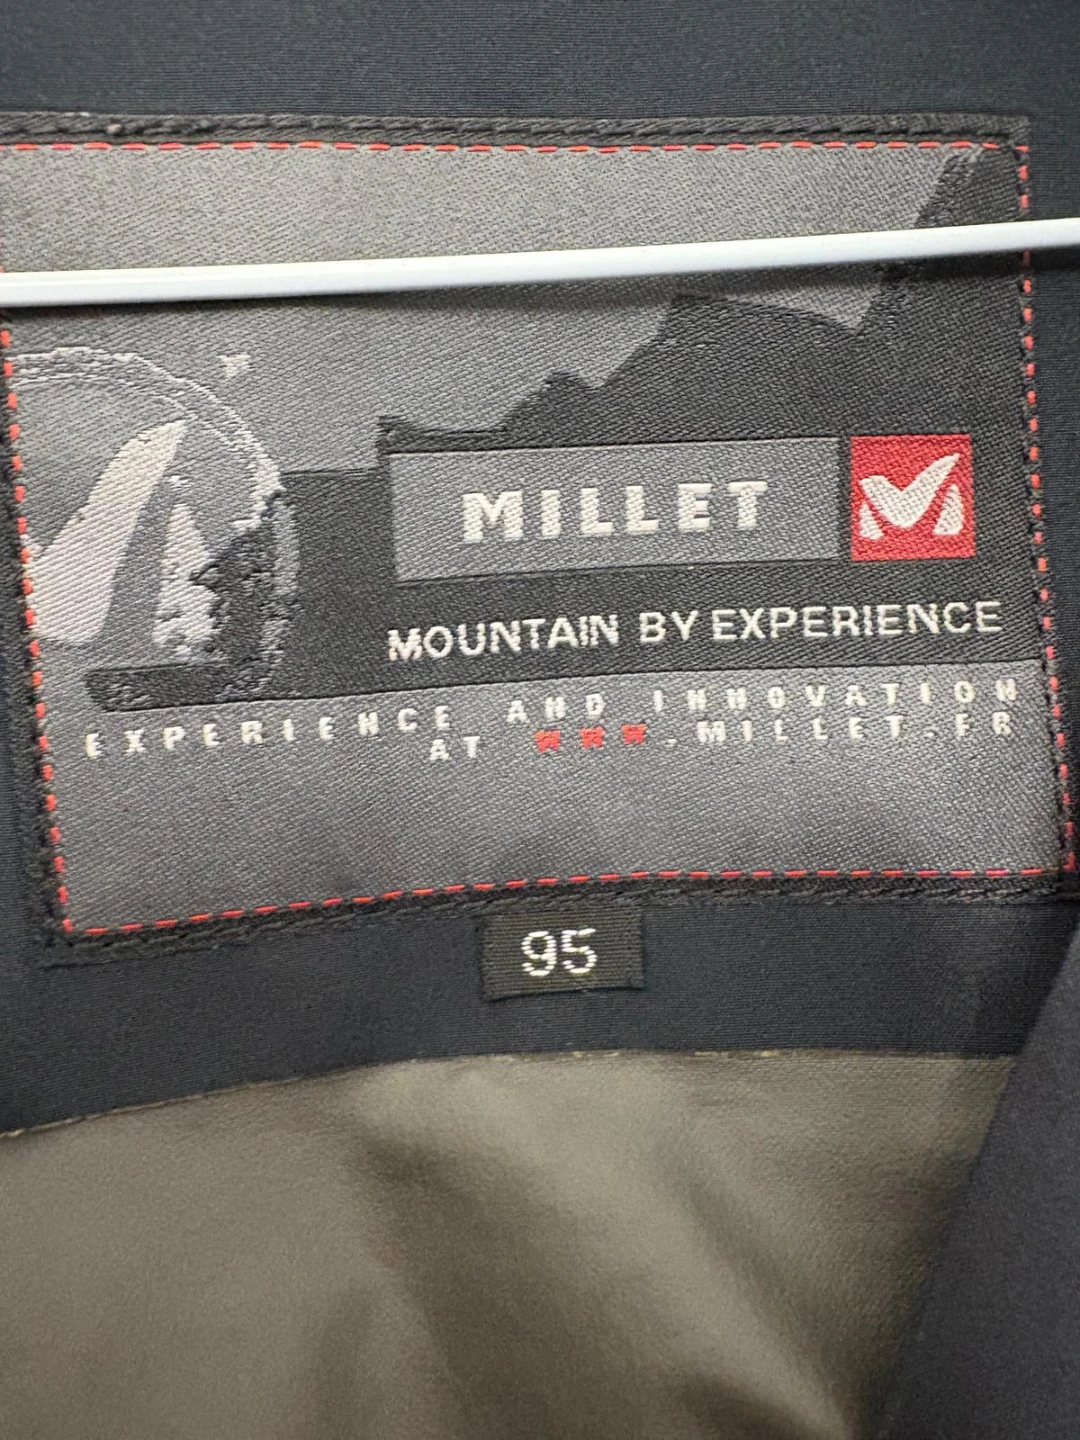 MILLET
MOUNTAIN BY EXPERIENCE
EXPERIENCE AND INNOVATION
AT WWW.MILLET.FR
95